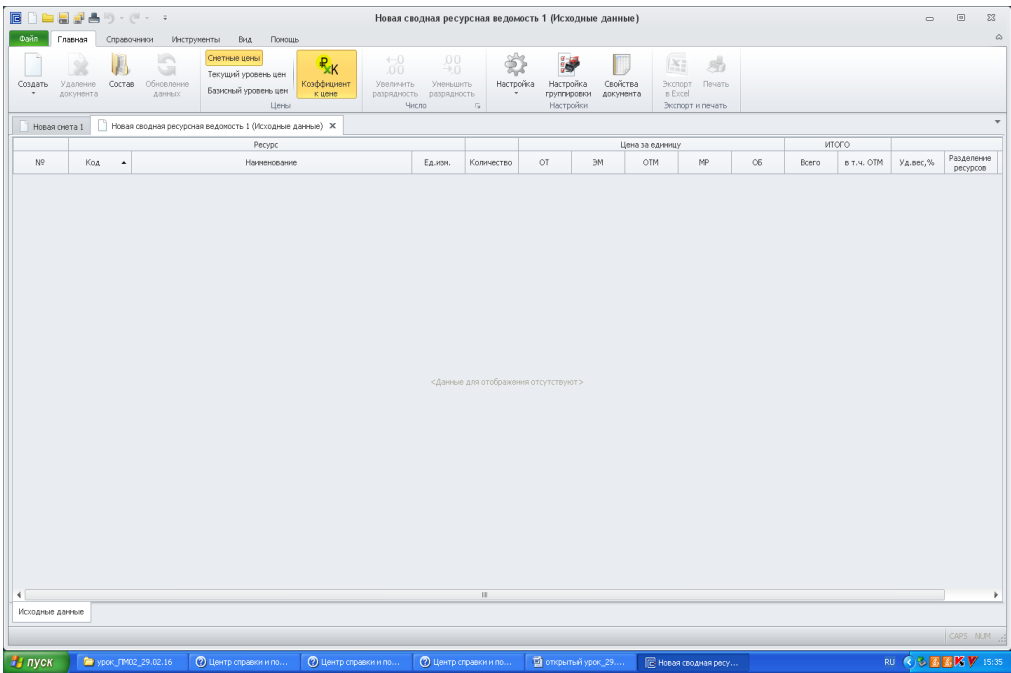 Новая сводная ресурсная ведомость 1 (Исходные данные)
Файл Главная Справочники Инструменты Вид Помощь
Создать
Удаление документа
Состав
Обновление данных
Сметные цены
Текущий уровень цен
Базисный уровень цен
Цены
Коэффициент к цене
Увеличить разрядность
Уменьшить разрядность
Число
Настройка
Настройка группировки
Свойства документа
Настройки
Экспорт в Excel
Печать
Экспорт и печать
Новая смета 1
Новая сводная ресурсная ведомость 1 (Исходные данные)
Ресурс Цена за единицу ИТОГО
№ Код Наименование Ед.изм. Количество ОТ ЭМ ОТМ МР ОБ Всего в т.ч. ОТМ Уд.вес,% Разделение ресурсов
<Данные для отображения отсутствуют>
Исходные данные
CAPS NUM
пуск
урок_ПМ02_29.02.16
Центр справки и по...
Центр справки и по...
Центр справки и по...
открытый урок_29....
Новая сводная ресу...
RU
15:35